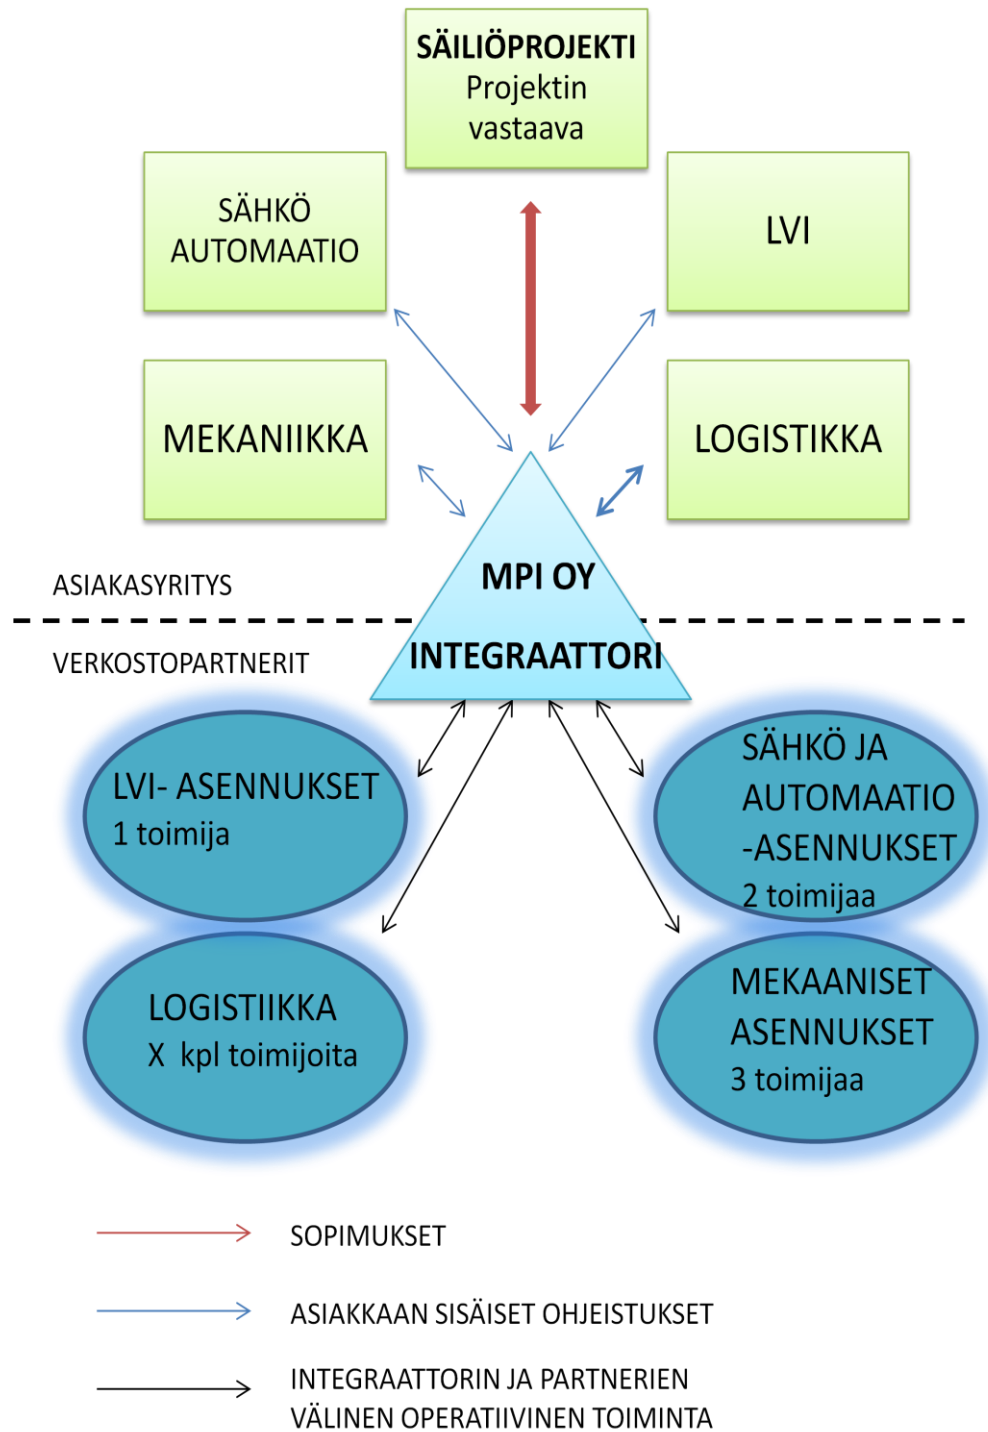 SÄILIÖPROJEKTI
Projektin
vastaava
SÄHKÖ
AUTOMAATIO
LVI
MEKANIIKKA
LOGISTIKKA
ASIAKASYRITYS
MPI OY
INTEGRAATTORI
VERKOSTOPARTNERIT
LVI- ASENNUKSET
1 toimija
SÄHKÖ JA
AUTOMAATIO
-ASENNUKSET
2 toimijaa
LOGISTIIKKA
X kpl toimijoita
MEKAANISET
ASENNUKSET
3 toimijaa
SOPIMUKSET
ASIAKKAAN SISÄISET OHJEISTUKSET
INTEGRAATTORIN JA PARTNERIEN
VÄLINEN OPERATIIVINEN TOIMINTA